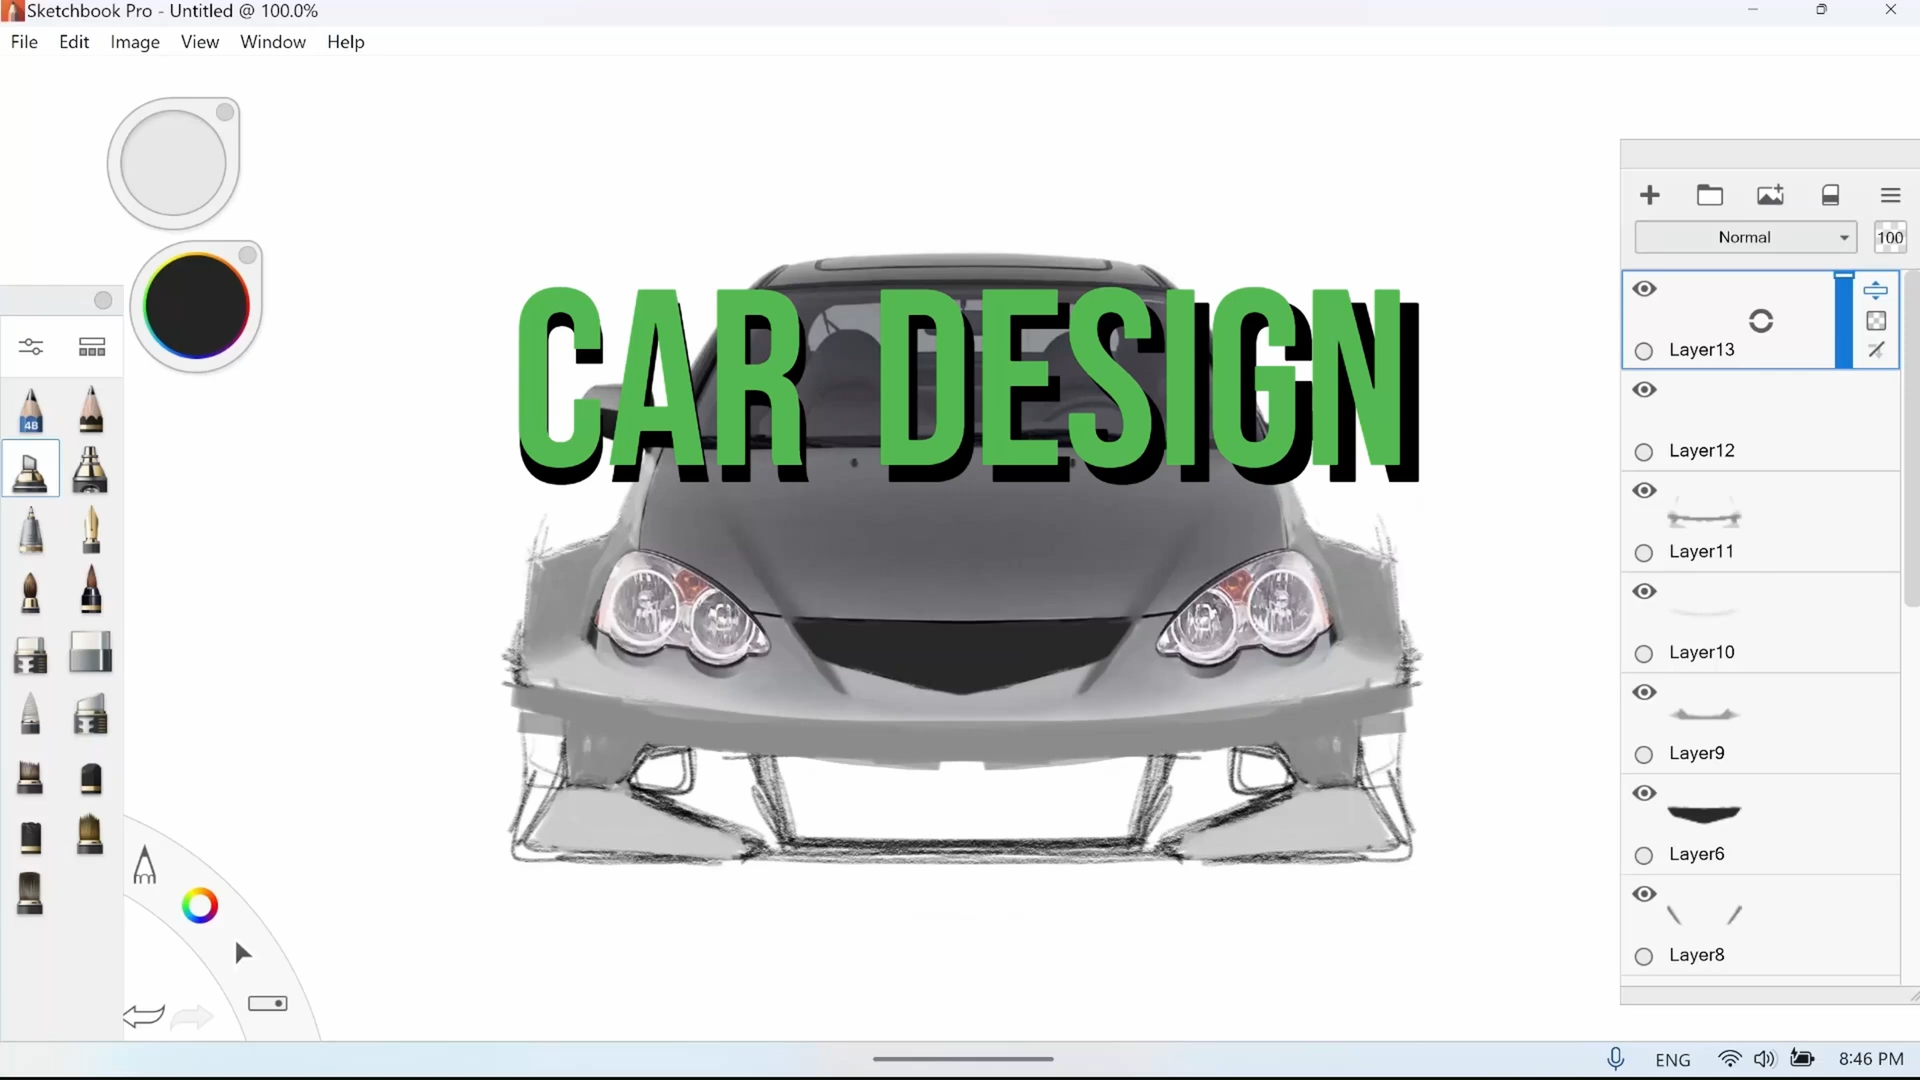 Sketchbook Pro - Untitled @ 100.0%
File Edit Image View Window Help
Normal 100
CAR DESIGN
Layer13
Layer12
4B
Layer11
Layer10
Layer9
Layer6
Layer8
ENG 8:46 PM